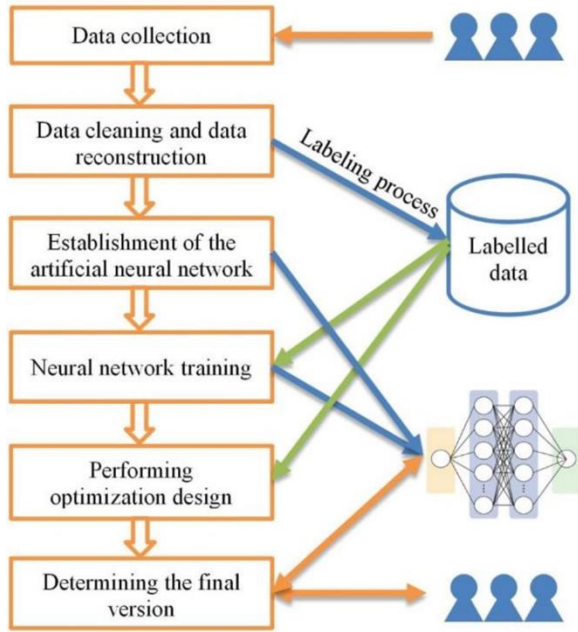 Data collection
Data cleaning and data
reconstruction
Labeling process
Establishment of the
artificial neural network
Labelled
data
Neural network training
Performing
optimization design
Determining the final
version